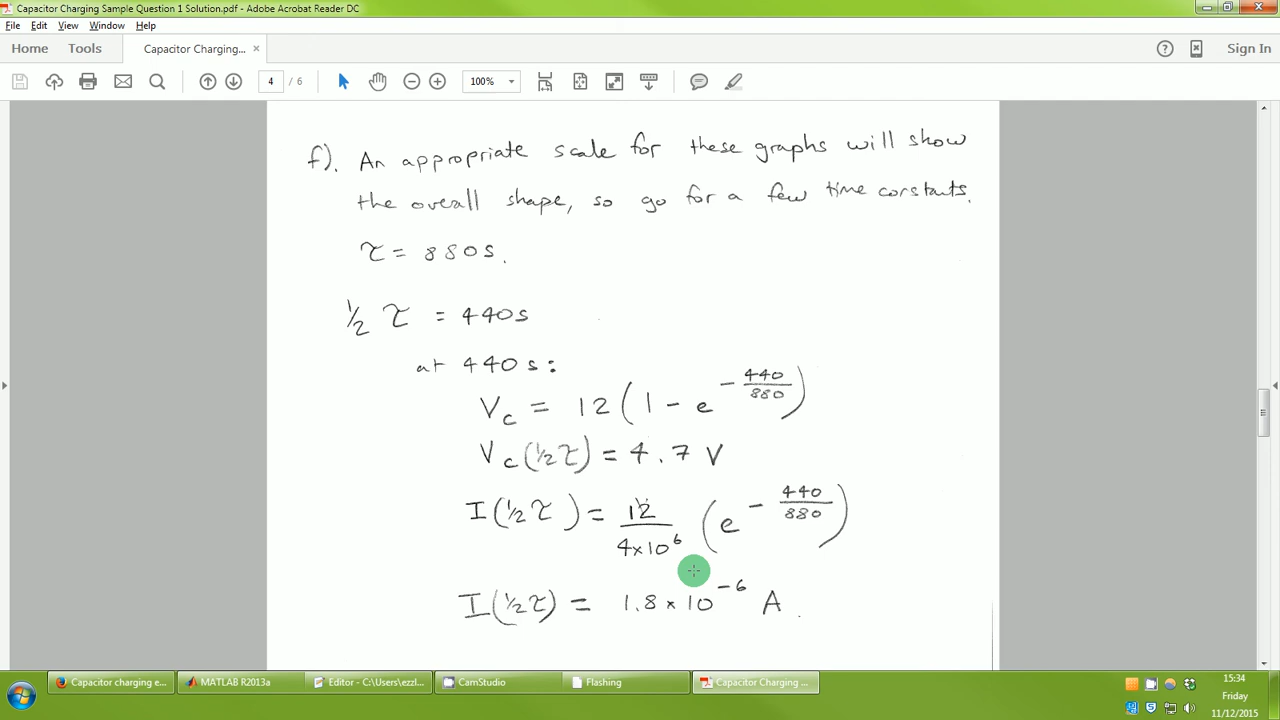 Capacitor Charging Sample Question 1 Solution.pdf - Adobe Acrobat Reader DC
File Edit View Window Help
Home Tools Capacitor Charging... × Sign In
4 / 6 100%
f). An appropriate scale for these graphs will show
the overall shape, so go for a few time constants.
τ = 880s.
1/2 τ = 440s
at 440s:
Vc = 12 (1 - e^-440/880)
Vc (1/2τ) = 4.7 V
I (1/2τ) = 12/4×10^6 (e^-440/880)
I (1/2τ) = 1.8 × 10^-6 A.
Capacitor charging e... MATLAB R2013a Editor - C:\Users\ezzl... CamStudio Flashing Capacitor Charging ...
15:34
Friday
11/12/2015